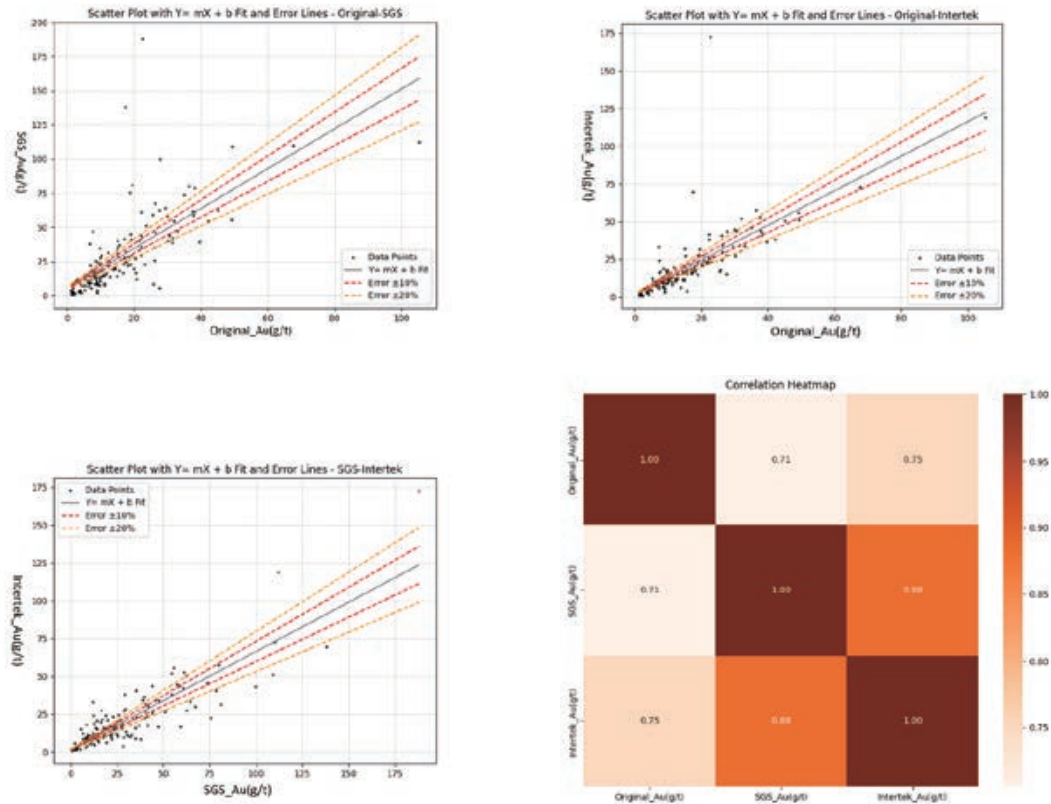 Scatter Plot with Y= mX + b Fit and Error Lines - Original-SGS
200
175
150
125
100
75
50
25
0
SGS_Au(g/t)
Data Points
Y= mX + b Fit
Error ±10%
Error ±20%
0 20 40 60 80 100
Original_Au(g/t)
Scatter Plot with Y= mX + b Fit and Error Lines - Original-Intertek
175
150
125
100
75
50
25
0
Intertek_Au(g/t)
Data Points
Y= mX + b Fit
Error ±10%
Error ±20%
0 20 40 60 80 100
Original_Au(g/t)
Scatter Plot with Y= mX + b Fit and Error Lines - SGS-Intertek
175
150
125
100
75
50
25
0
Intertek_Au(g/t)
Data Points
Y= mX + b Fit
Error ±10%
Error ±20%
0 25 50 75 100 125 150 175
SGS_Au(g/t)
Correlation Heatmap
Original_Au(g/t)
1.00 0.71 0.75
SGS_Au(g/t)
0.71 1.00 0.88
Intertek_Au(g/t)
0.75 0.88 1.00
Original_Au(g/t) SGS_Au(g/t) Intertek_Au(g/t)
1.00
0.95
0.90
0.85
0.80
0.75